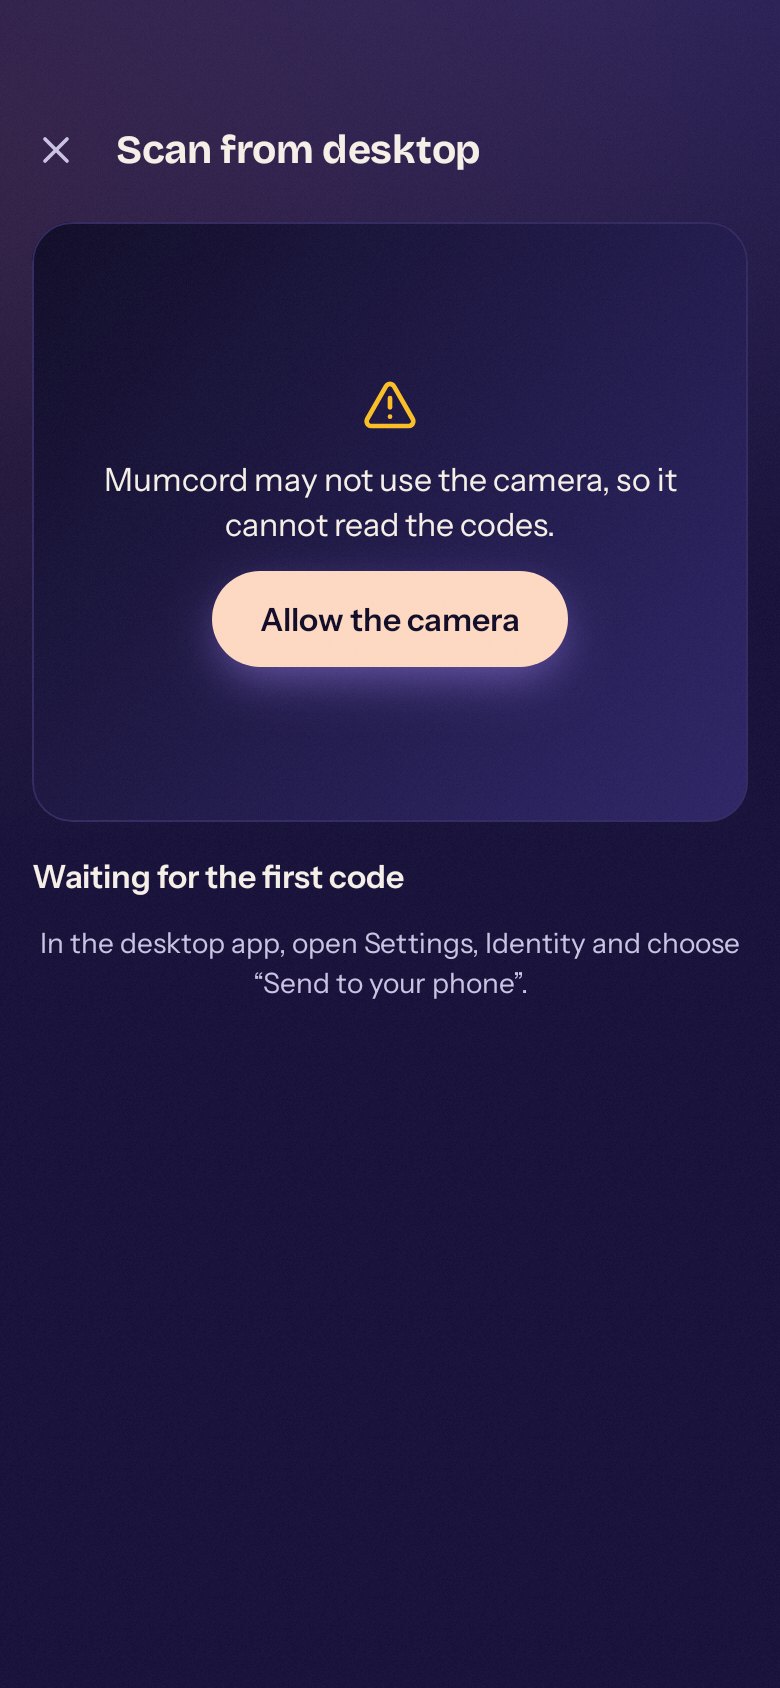 Scan from desktop
Mumcord may not use the camera, so it
cannot read the codes.
Allow the camera
Waiting for the first code
In the desktop app, open Settings, Identity and choose
“Send to your phone”.